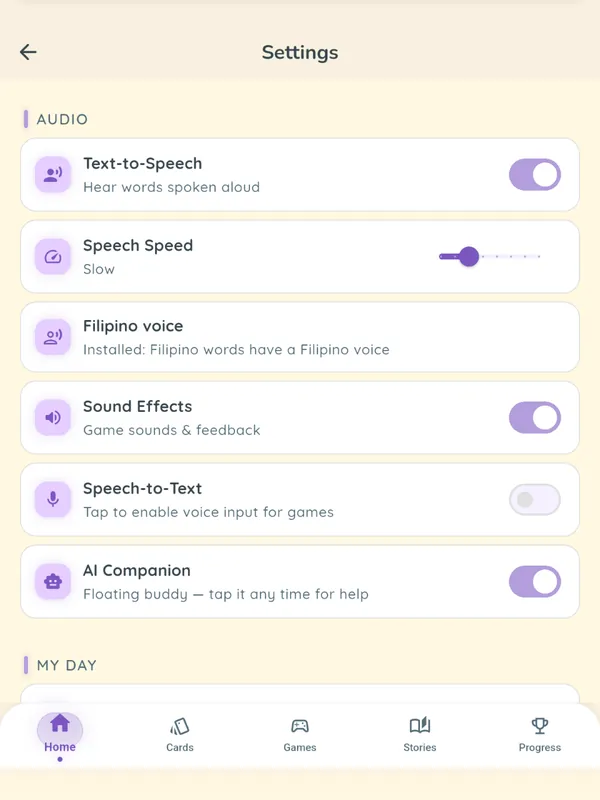 Settings
AUDIO
Text-to-Speech
Hear words spoken aloud
Speech Speed
Slow
Filipino voice
Installed: Filipino words have a Filipino voice
Sound Effects
Game sounds & feedback
Speech-to-Text
Tap to enable voice input for games
AI Companion
Floating buddy — tap it any time for help
MY DAY
Home
Cards
Games
Stories
Progress